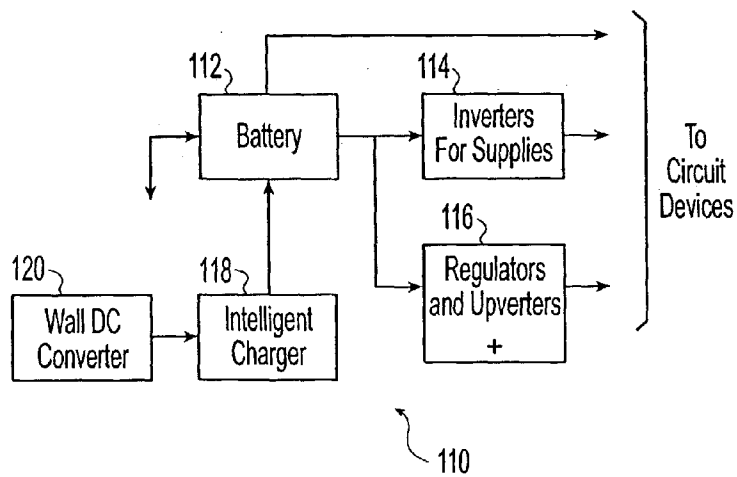 112
Battery
114
Inverters
For Supplies
To
Circuit
Devices
116
Regulators
and Upverters
+
120
Wall DC
Converter
118
Intelligent
Charger
110